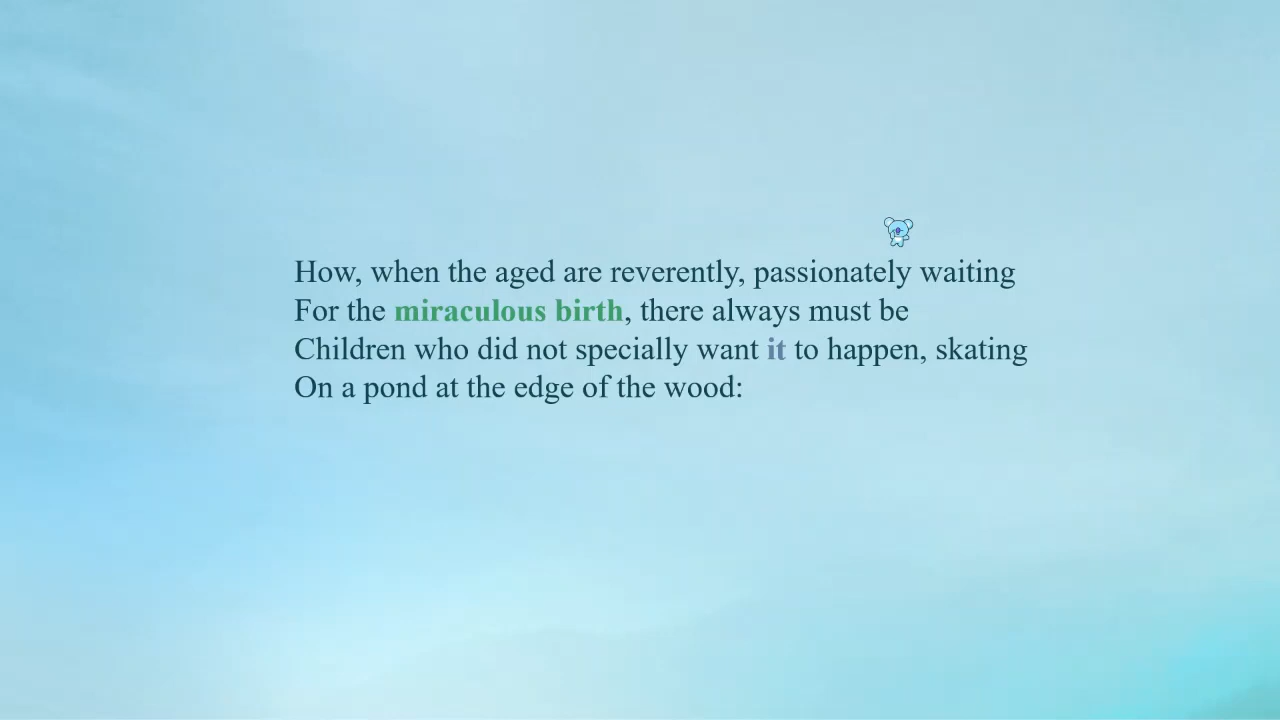 How, when the aged are reverently, passionately waiting
For the miraculous birth, there always must be
Children who did not specially want it to happen, skating
On a pond at the edge of the wood: